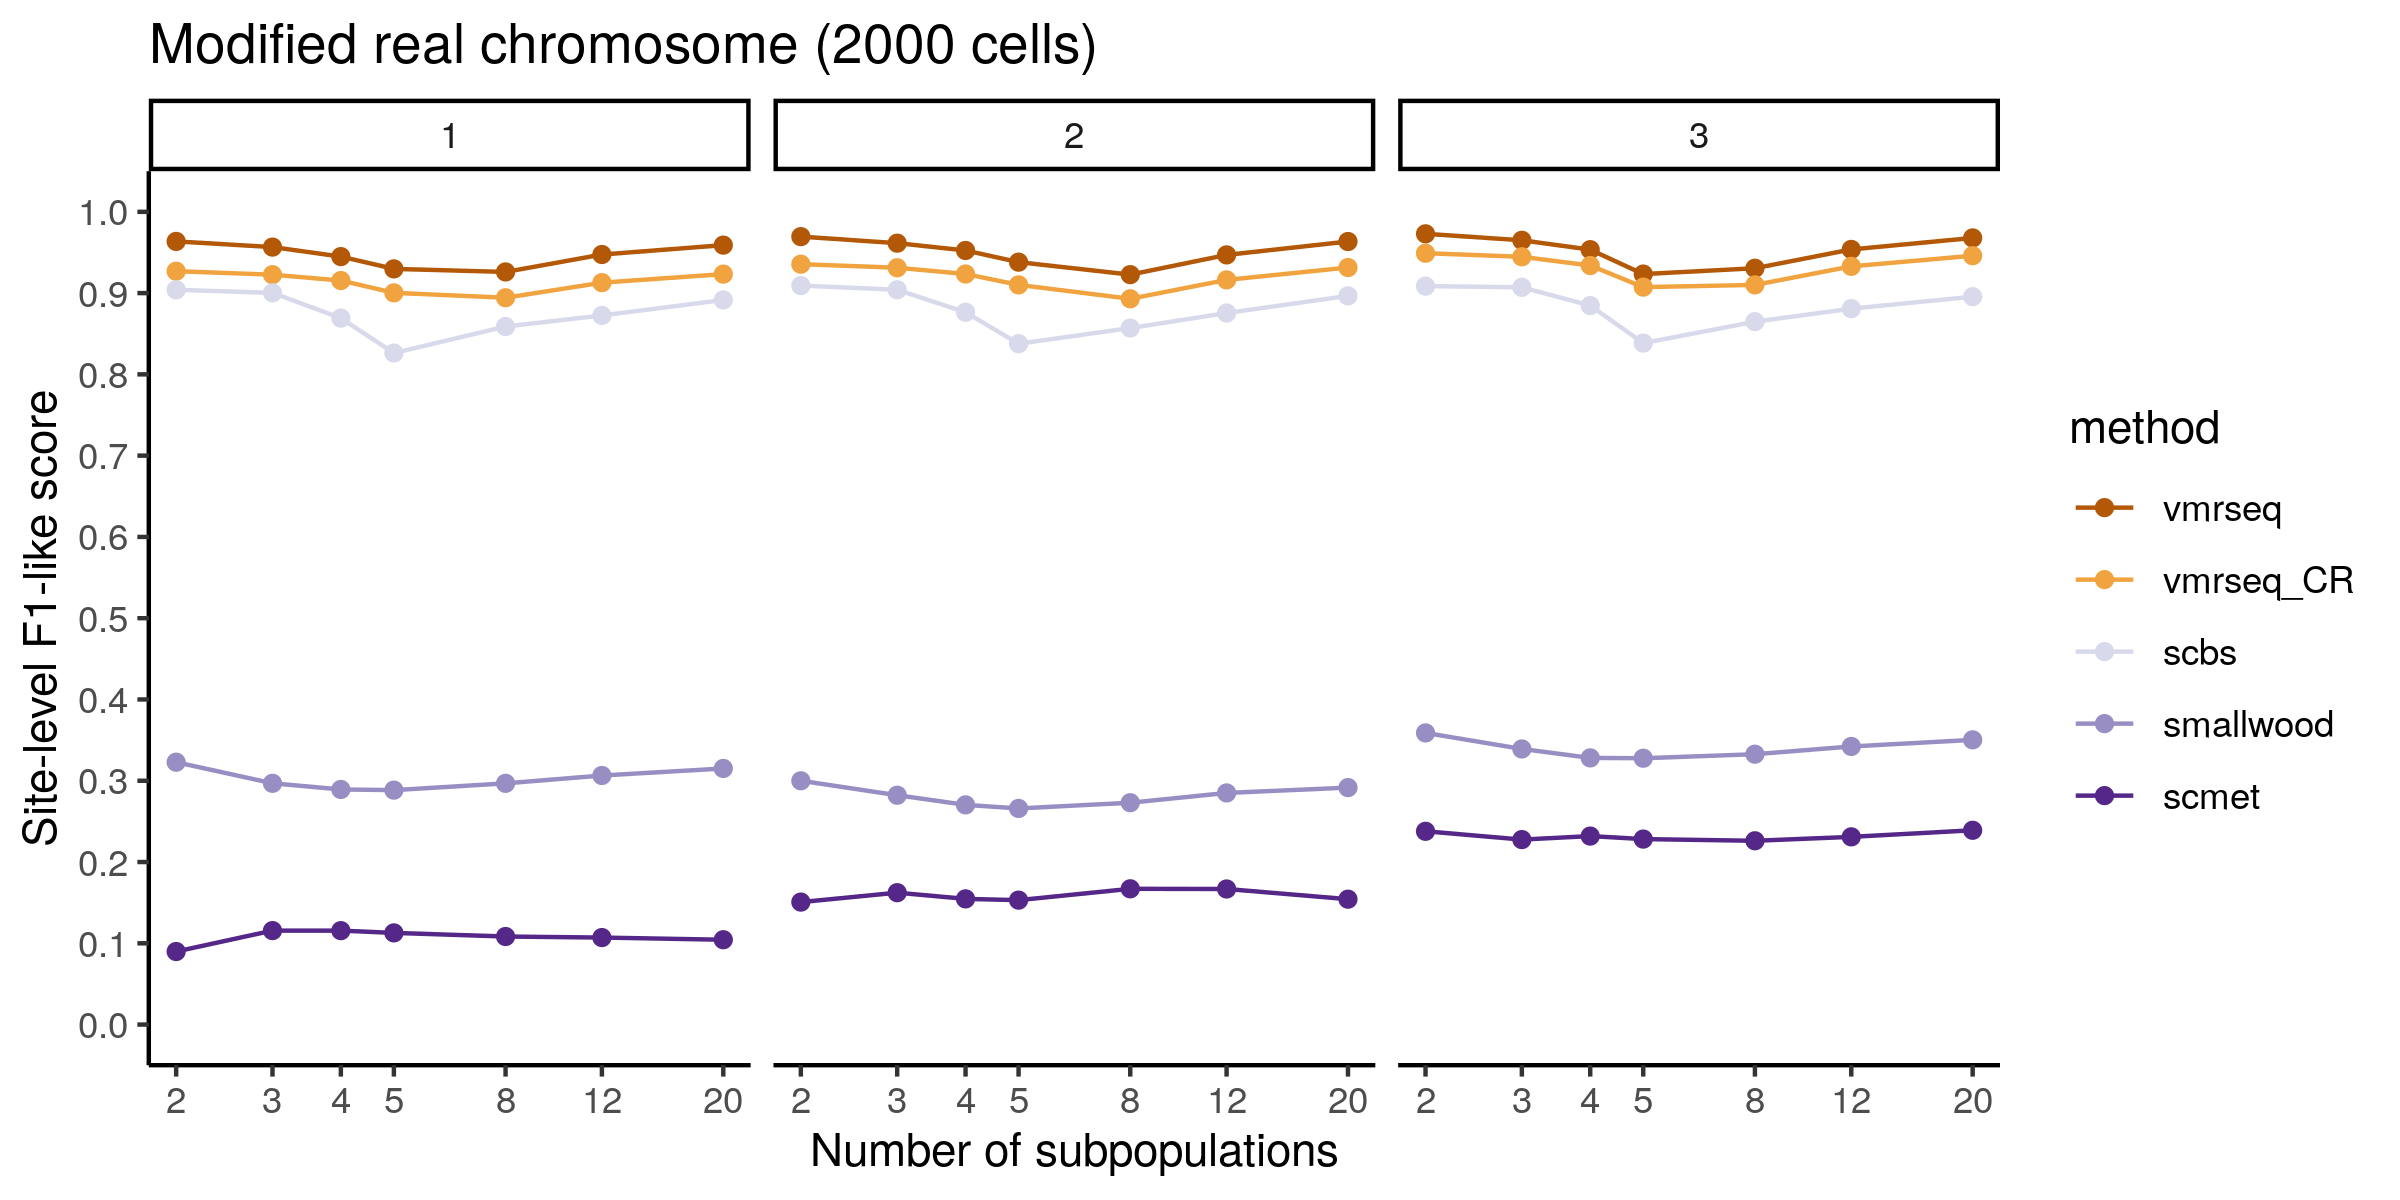 Modified real chromosome (2000 cells)
1 2 3
1.0
0.9
0.8
0.7
0.6
0.5
0.4
0.3
0.2
0.1
0.0
Site-level F1-like score
2 3 4 5 8 12 20 2 3 4 5 8 12 20 2 3 4 5 8 12 20
Number of subpopulations
method
vmrseq
vmrseq_CR
scbs
smallwood
scmet